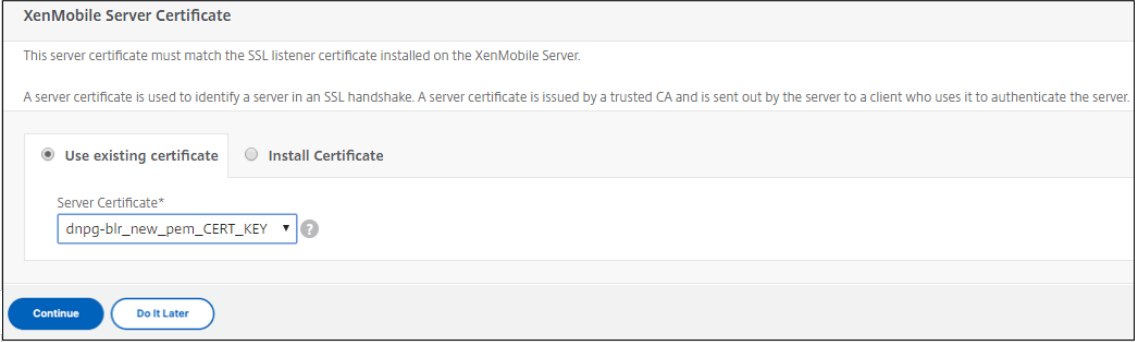 XenMobile Server Certificate
This server certificate must match the SSL listener certificate installed on the XenMobile Server.
A server certificate is used to identify a server in an SSL handshake. A server certificate is issued by a trusted CA and is sent out by the server to a client who uses it to authenticate the server.
Use existing certificate Install Certificate
Server Certificate*
dnpg-blr_new_pem_CERT_KEY ?
Continue Do It Later